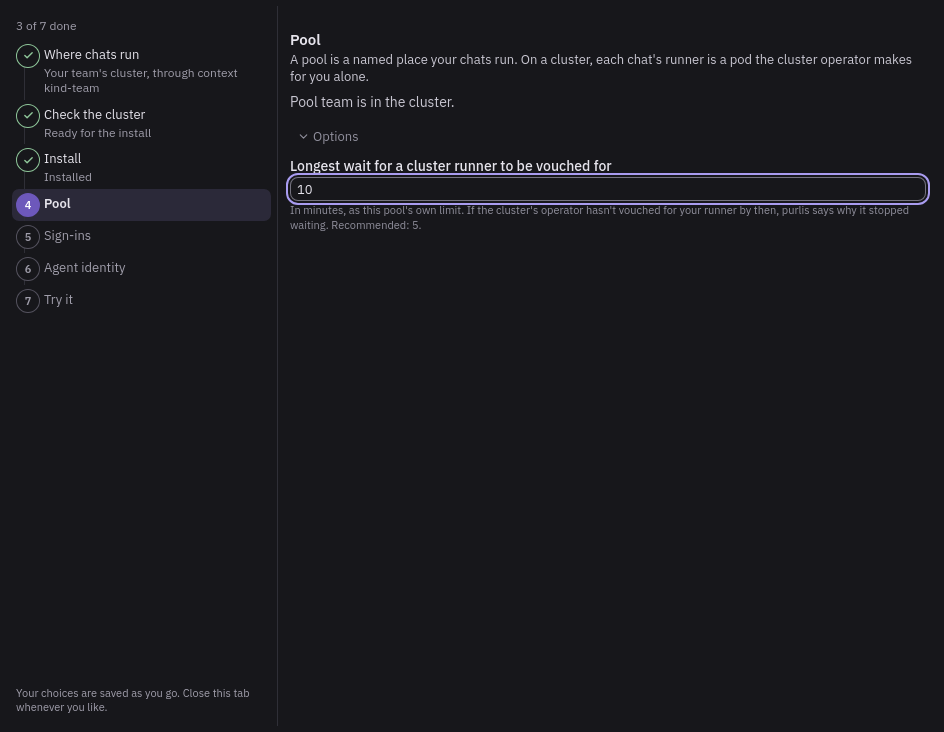 3 of 7 done
Where chats run
Your team's cluster, through context
kind-team
Check the cluster
Ready for the install
Install
Installed
4 Pool
5 Sign-ins
6 Agent identity
7 Try it
Your choices are saved as you go. Close this tab
whenever you like.
Pool
A pool is a named place your chats run. On a cluster, each chat's runner is a pod the cluster operator makes
for you alone.
Pool team is in the cluster.
Options
Longest wait for a cluster runner to be vouched for
10
In minutes, as this pool's own limit. If the cluster's operator hasn't vouched for your runner by then, purlis says why it stopped
waiting. Recommended: 5.